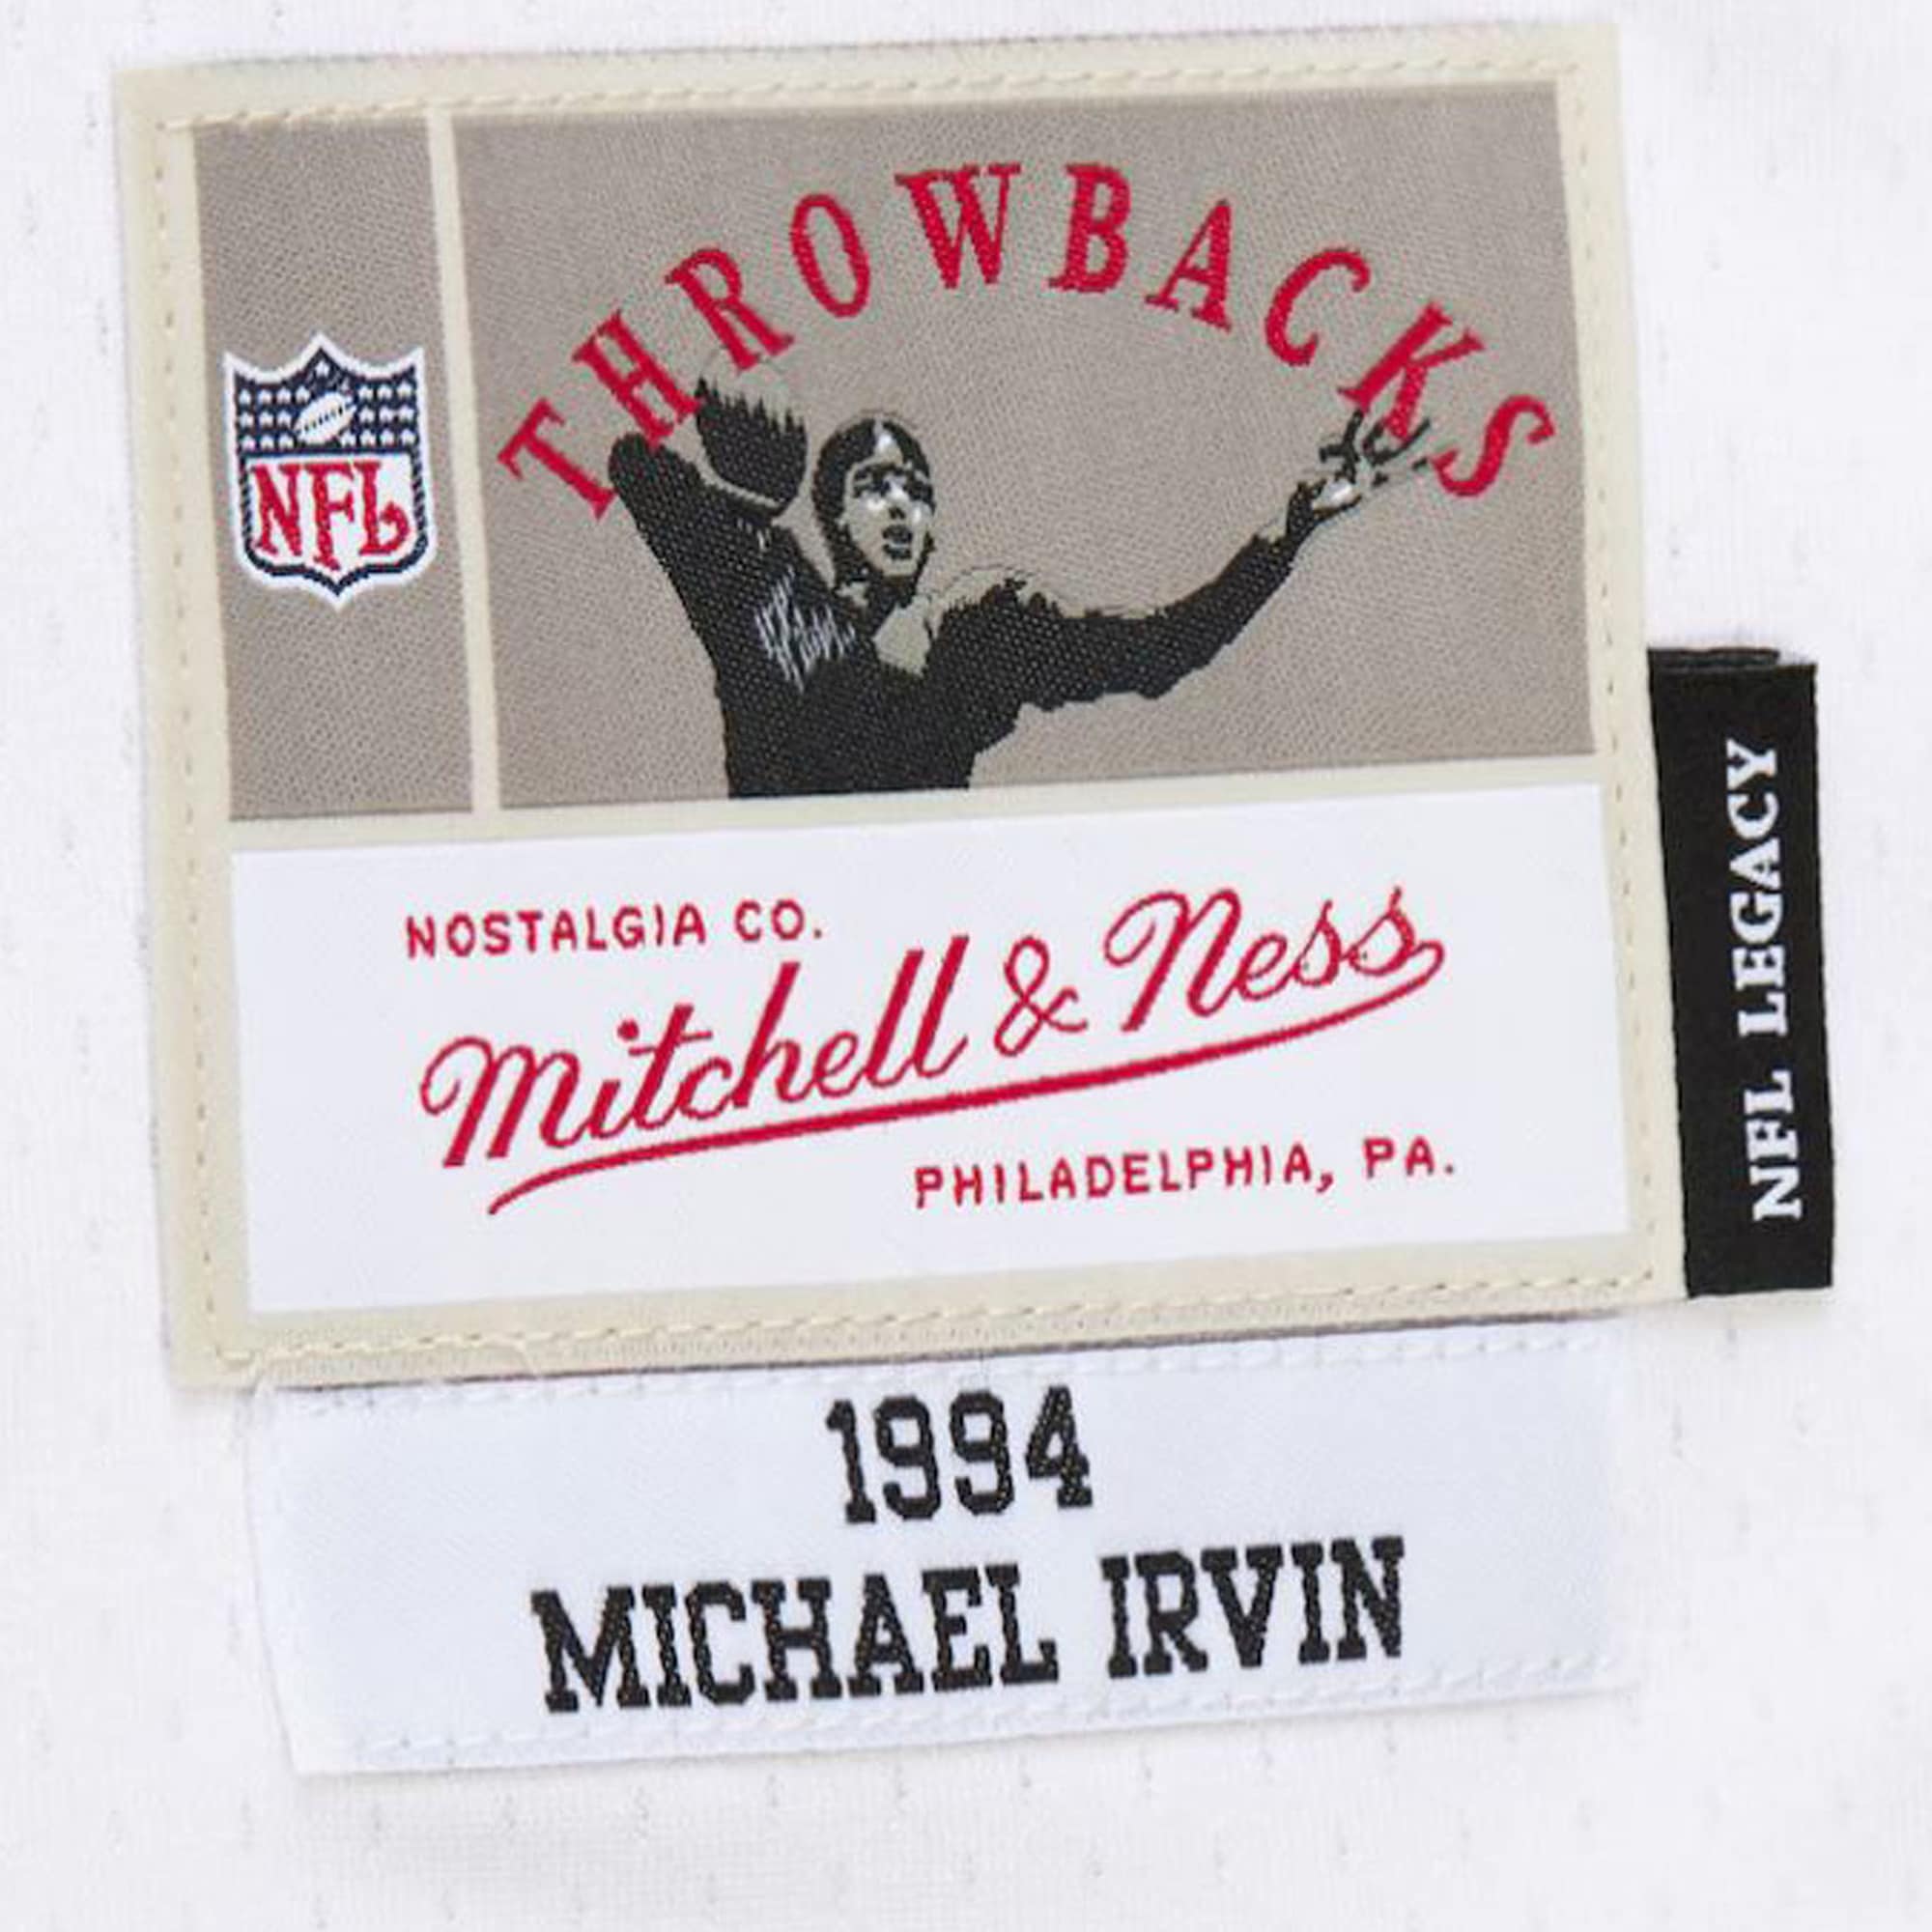 THROWBACKS
NFL
NOSTALGIA CO.
Mitchell & Ness
PHILADELPHIA, PA.
NFL LEGACY
1994
MICHAEL IRVIN